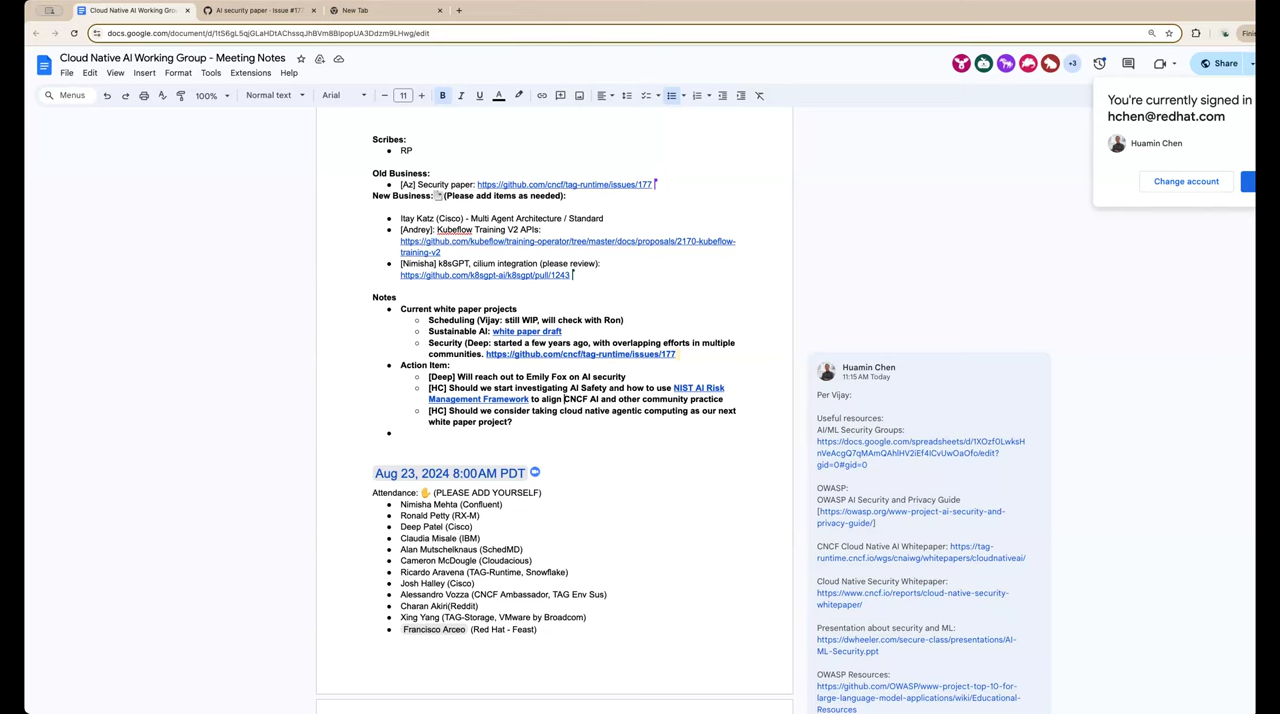 Cloud Native AI Working Gro
AI security paper · Issue #17
New Tab
docs.google.com/document/d/1tS6gL5qjGLaHDtAChssqJhBVm8BlpopUA3Ddzm9LHwg/edit
Finis
Cloud Native AI Working Group - Meeting Notes
File Edit View Insert Format Tools Extensions Help
+3
Share
Menus
100%
Normal text
Arial
11
B I U A
You're currently signed in
hchen@redhat.com
Huamin Chen
Change account
Scribes:
RP
Old Business:
[Az] Security paper: https://github.com/cncf/tag-runtime/issues/177
New Business: (Please add items as needed):
Itay Katz (Cisco) - Multi Agent Architecture / Standard
[Andrey]: Kubeflow Training V2 APIs:
https://github.com/kubeflow/training-operator/tree/master/docs/proposals/2170-kubeflow-
training-v2
[Nimisha] k8sGPT, cilium integration (please review):
https://github.com/k8sgpt-ai/k8sgpt/pull/1243
Notes
Current white paper projects
Scheduling (Vijay: still WIP, will check with Ron)
Sustainable AI: white paper draft
Security (Deep: started a few years ago, with overlapping efforts in multiple
communities. https://github.com/cncf/tag-runtime/issues/177
Action Item:
[Deep] Will reach out to Emily Fox on AI security
[HC] Should we start investigating AI Safety and how to use NIST AI Risk
Management Framework to align CNCF AI and other community practice
[HC] Should we consider taking cloud native agentic computing as our next
white paper project?
Aug 23, 2024 8:00AM PDT
Attendance: ✋ (PLEASE ADD YOURSELF)
Nimisha Mehta (Confluent)
Ronald Petty (RX-M)
Deep Patel (Cisco)
Claudia Misale (IBM)
Alan Mutschelknaus (SchedMD)
Cameron McDougle (Cloudacious)
Ricardo Aravena (TAG-Runtime, Snowflake)
Josh Halley (Cisco)
Alessandro Vozza (CNCF Ambassador, TAG Env Sus)
Charan Akiri(Reddit)
Xing Yang (TAG-Storage, VMware by Broadcom)
Francisco Arceo (Red Hat - Feast)
Huamin Chen
11:15 AM Today
Per Vijay:
Useful resources:
AI/ML Security Groups:
https://docs.google.com/spreadsheets/d/1XOzf0LwksH
nVeAcgQ7qMAmQAhlHV2iEf4lCvUwOaOfo/edit?
gid=0#gid=0
OWASP:
OWASP AI Security and Privacy Guide
[https://owasp.org/www-project-ai-security-and-
privacy-guide/]
CNCF Cloud Native AI Whitepaper: https://tag-
runtime.cncf.io/wgs/cnaiwg/whitepapers/cloudnativeai/
Cloud Native Security Whitepaper:
https://www.cncf.io/reports/cloud-native-security-
whitepaper/
Presentation about security and ML:
https://dwheeler.com/secure-class/presentations/AI-
ML-Security.ppt
OWASP Resources:
https://github.com/OWASP/www-project-top-10-for-
large-language-model-applications/wiki/Educational-
Resources